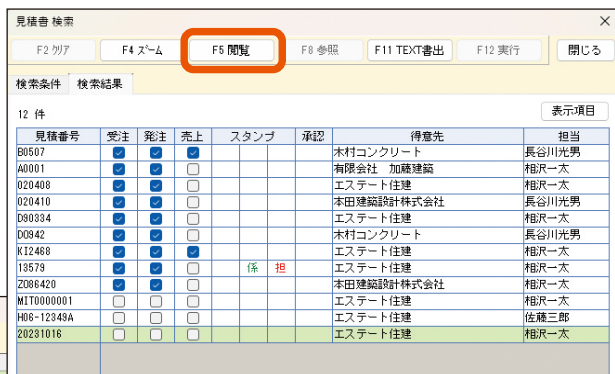 見積書 検索
F2 クリア F4 ズーム F5 閲覧 F8 参照 F11 TEXT書出 F12 実行 閉じる
検索条件 検索結果
12 件 表示項目
見積番号 受注 発注 売上 スタンプ 承認 得意先 担当
B0507 木村コンクリート 長谷川光男
A0001 有限会社 加藤建築 相沢一太
020408 エステート住建 相沢一太
020410 本田建築設計株式会社 長谷川光男
D90334 エステート住建 相沢一太
D0942 木村コンクリート 長谷川光男
KI2468 エステート住建 相沢一太
13579 係 担 エステート住建 相沢一太
Z086420 本田建築設計株式会社 相沢一太
MIT0000001 エステート住建 相沢一太
H06-12349A エステート住建 佐藤三郎
20231016 エステート住建 相沢一太